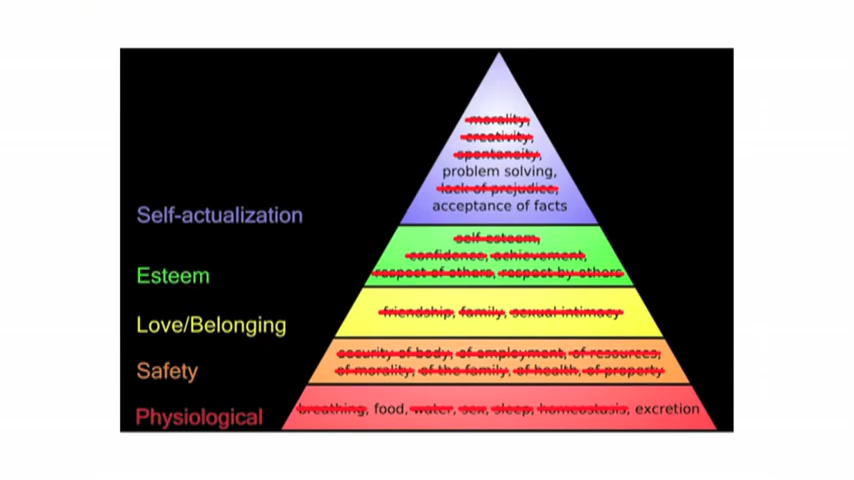 morality,
creativity,
spontaneity,
problem solving,
lack of prejudice,
Self-actualization
acceptance of facts
self-esteem,
confidence, achievement,
Esteem
respect of others, respect by others
friendship, family, sexual intimacy
Love/Belonging
security of body, of employment, of resources,
Safety
of morality, of the family, of health, of property
Physiological
breathing, food, water, sex, sleep, homeostasis, excretion